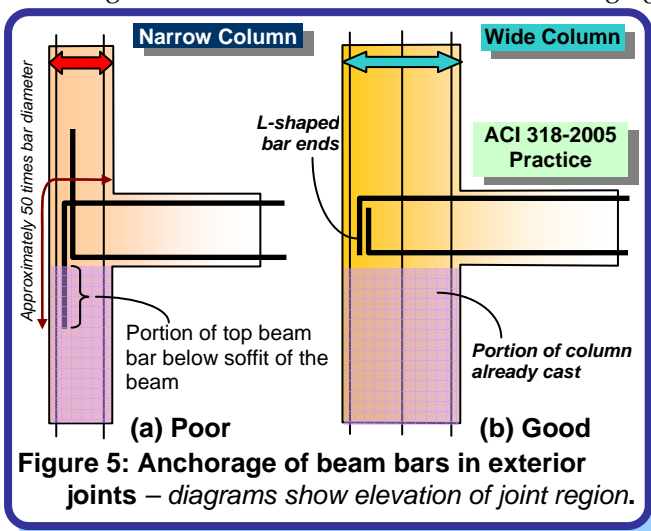 Narrow Column
Wide Column
Approximately 50 times bar diameter
L-shaped
bar ends
ACI 318-2005
Practice
Portion of top beam
bar below soffit of the
beam
Portion of column
already cast
(a) Poor
(b) Good
Figure 5: Anchorage of beam bars in exterior
joints – diagrams show elevation of joint region.